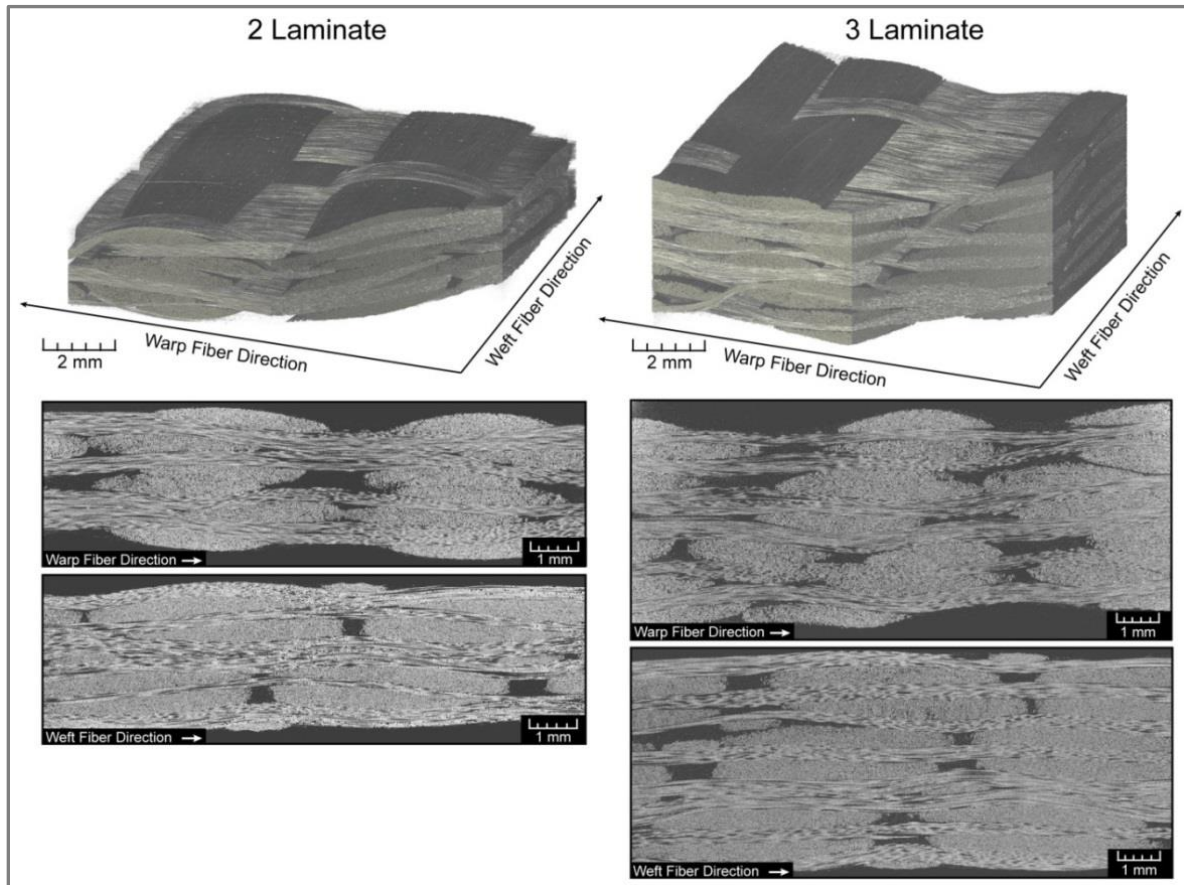 2 Laminate
3 Laminate
Warp Fiber Direction
Weft Fiber Direction
2 mm
Warp Fiber Direction
Weft Fiber Direction
2 mm
Warp Fiber Direction →
1 mm
Weft Fiber Direction →
1 mm
Warp Fiber Direction →
1 mm
Weft Fiber Direction →
1 mm